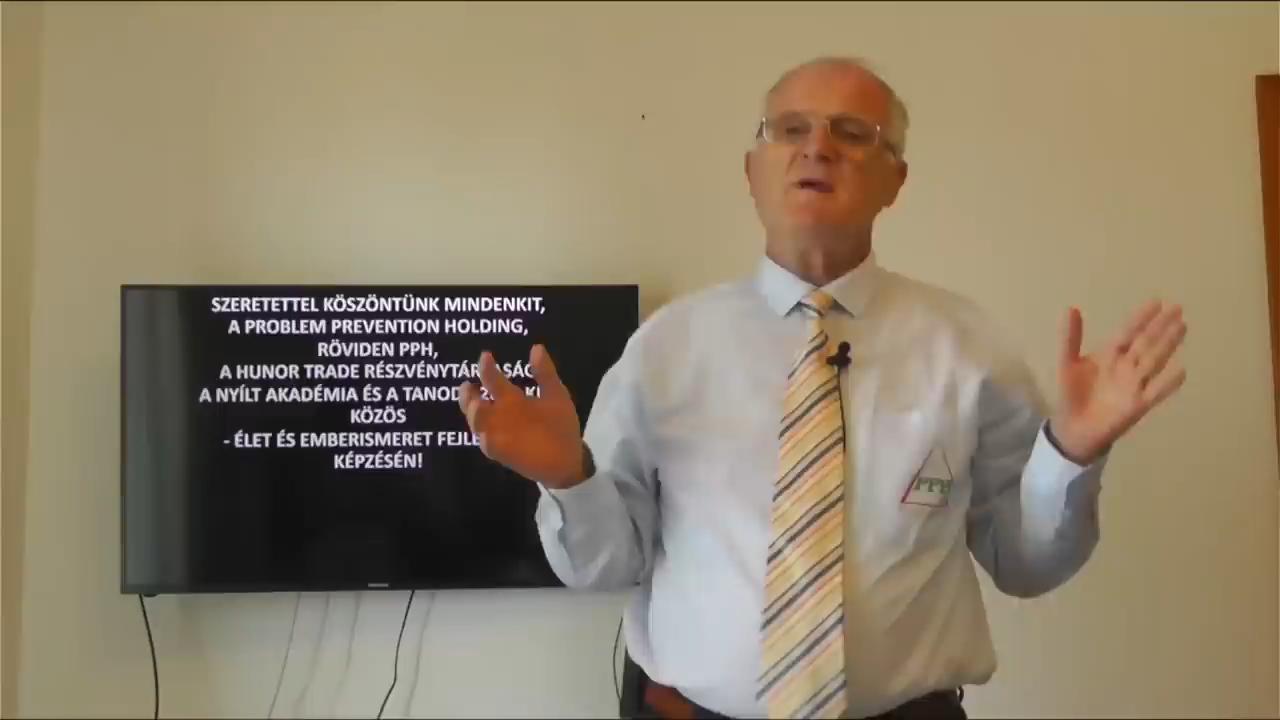 SZERETETTEL KÖSZÖNTÜNK MINDENKIT,
A PROBLEM PREVENTION HOLDING,
RÖVIDEN PPH,
A HUNOR TRADE
A NYÍLT AKADÉMIA ÉS A
KÖZÖS
- ÉLET ÉS EMBERISMERET
KÉPZÉSÉN!
PPH